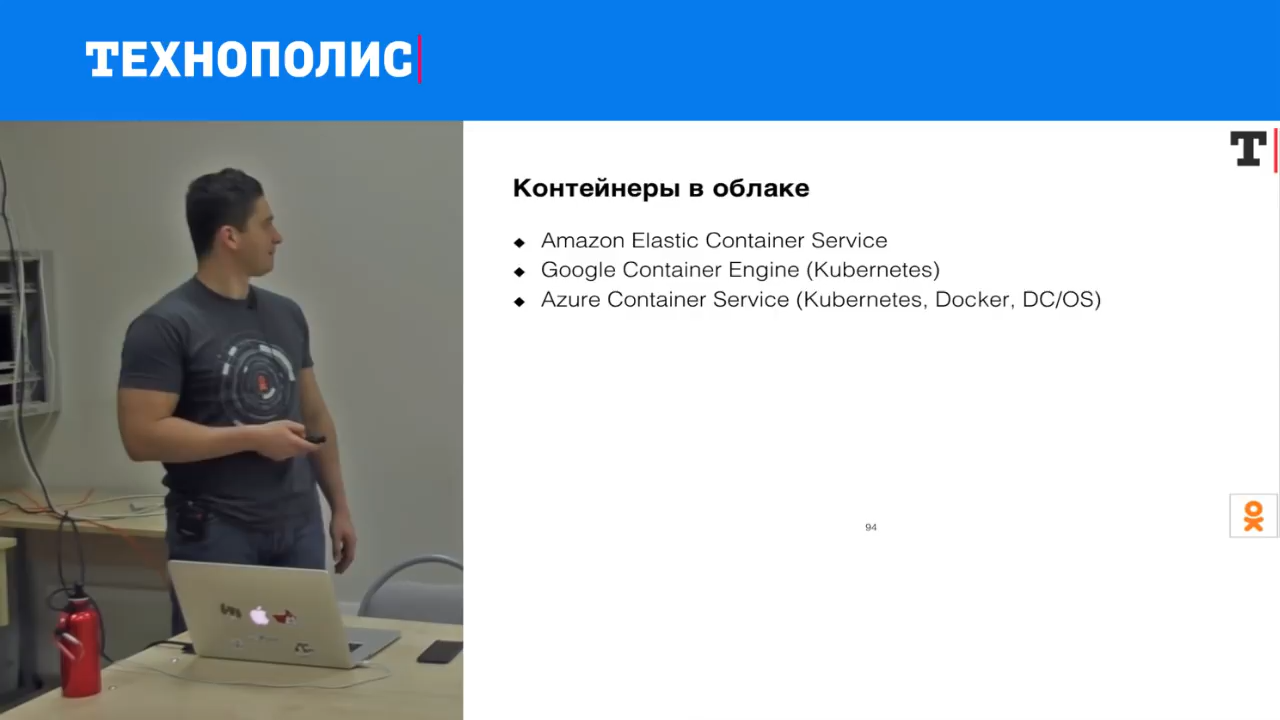 ТЕХНОПОЛИС
T
Контейнеры в облаке
Amazon Elastic Container Service
Google Container Engine (Kubernetes)
Azure Container Service (Kubernetes, Docker, DC/OS)
94